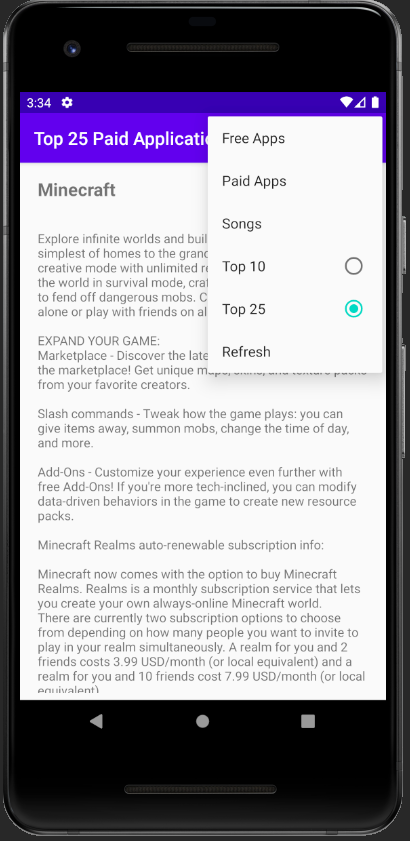 3:34
Top 25 Paid Applicatio
Free Apps
Paid Apps
Songs
Top 10
Top 25
Refresh
Minecraft
Explore infinite worlds and buil
simplest of homes to the grand
creative mode with unlimited re
the world in survival mode, craf
to fend off dangerous mobs. C
alone or play with friends on al
EXPAND YOUR GAME:
Marketplace - Discover the late
the marketplace! Get unique maps, skins, and texture packs
from your favorite creators.
Slash commands - Tweak how the game plays: you can
give items away, summon mobs, change the time of day,
and more.
Add-Ons - Customize your experience even further with
free Add-Ons! If you're more tech-inclined, you can modify
data-driven behaviors in the game to create new resource
packs.
Minecraft Realms auto-renewable subscription info:
Minecraft now comes with the option to buy Minecraft
Realms. Realms is a monthly subscription service that lets
you create your own always-online Minecraft world.
There are currently two subscription options to choose
from depending on how many people you want to invite to
play in your realm simultaneously. A realm for you and 2
friends costs 3.99 USD/month (or local equivalent) and a
realm for you and 10 friends cost 7.99 USD/month (or local
equivalent)